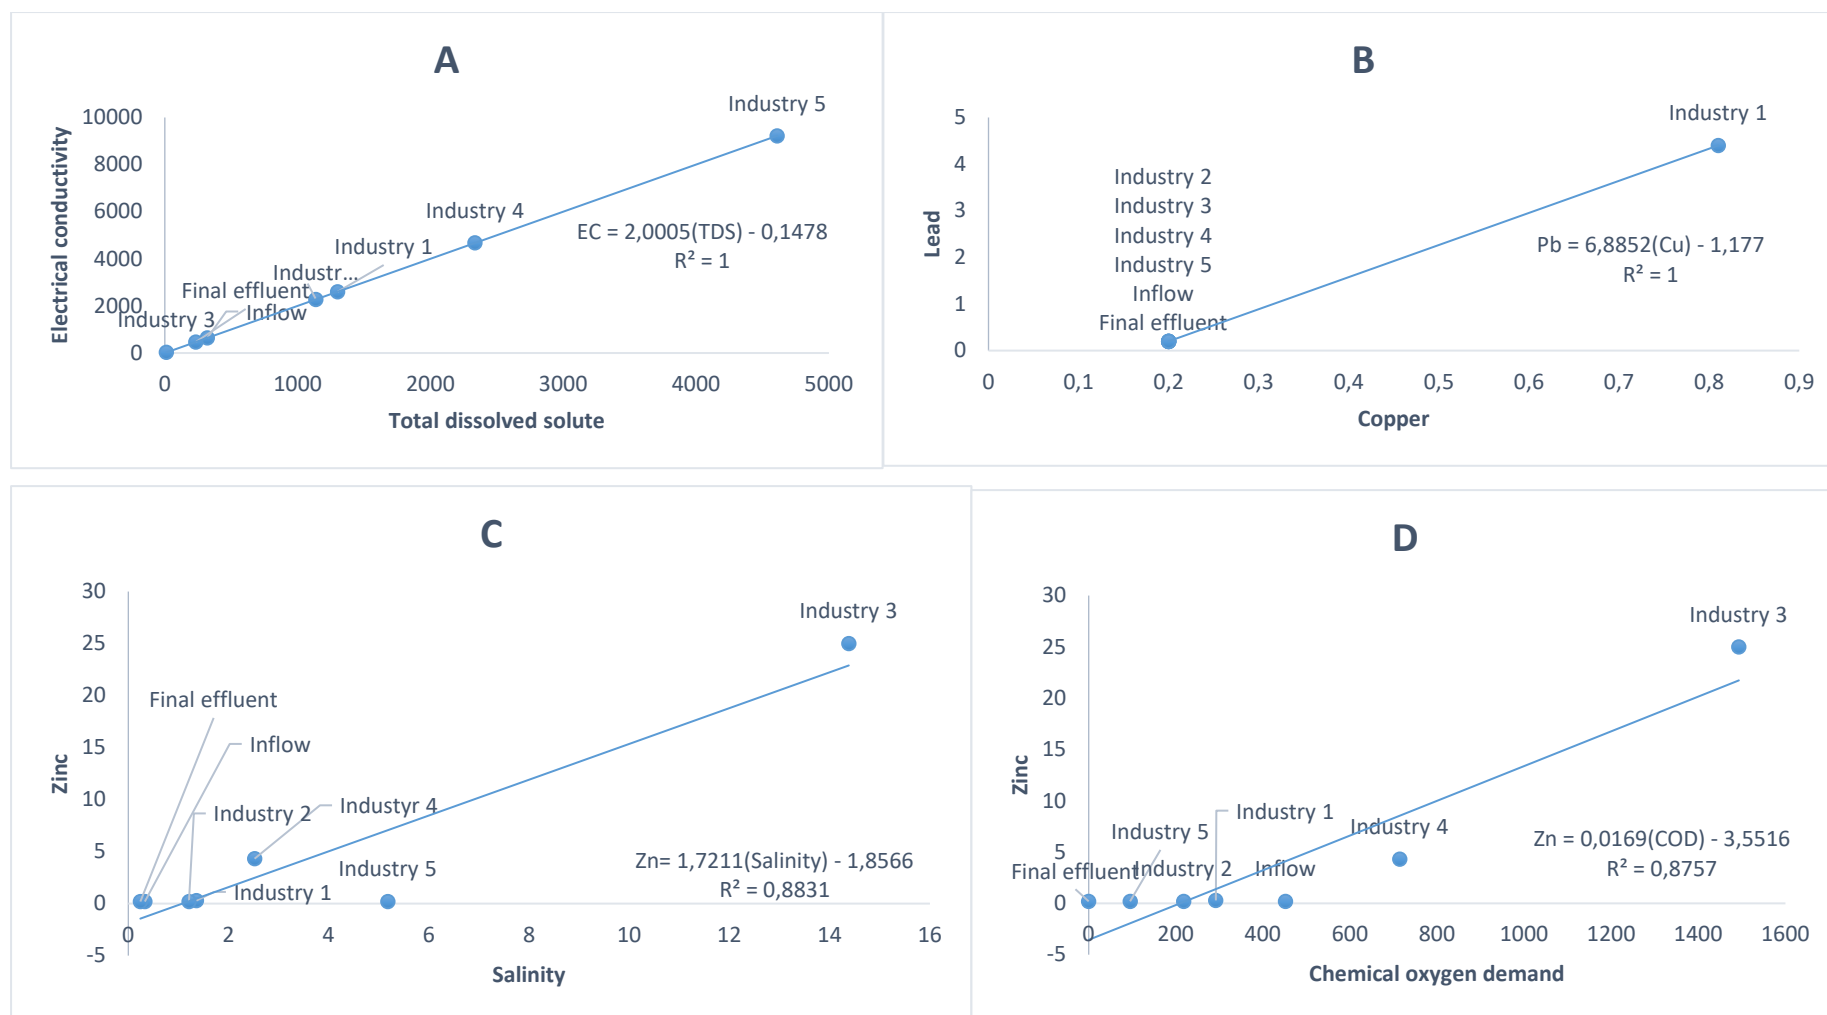 A
Electrical conductivity
10000
8000
6000
4000
2000
0
Industry 5
Industry 4
Industry 1
Industr...
Final effluent
Inflow
Industry 3
EC = 2,0005(TDS) - 0,1478
R² = 1
0 1000 2000 3000 4000 5000
Total dissolved solute
B
Lead
5
4
3
2
1
0
Industry 1
Industry 2
Industry 3
Industry 4
Industry 5
Inflow
Final effluent
Pb = 6,8852(Cu) - 1,177
R² = 1
0 0,1 0,2 0,3 0,4 0,5 0,6 0,7 0,8 0,9
Copper
C
Zinc
30
25
20
15
10
5
0
-5
Industry 3
Final effluent
Inflow
Industry 2
Industyr 4
Industry 5
Industry 1
Zn= 1,7211(Salinity) - 1,8566
R² = 0,8831
0 2 4 6 8 10 12 14 16
Salinity
D
Zinc
30
25
20
15
10
5
0
-5
Industry 3
Industry 1
Industry 5
Industry 4
Final effluent
Industry 2
Inflow
Zn = 0,0169(COD) - 3,5516
R² = 0,8757
0 200 400 600 800 1000 1200 1400 1600
Chemical oxygen demand